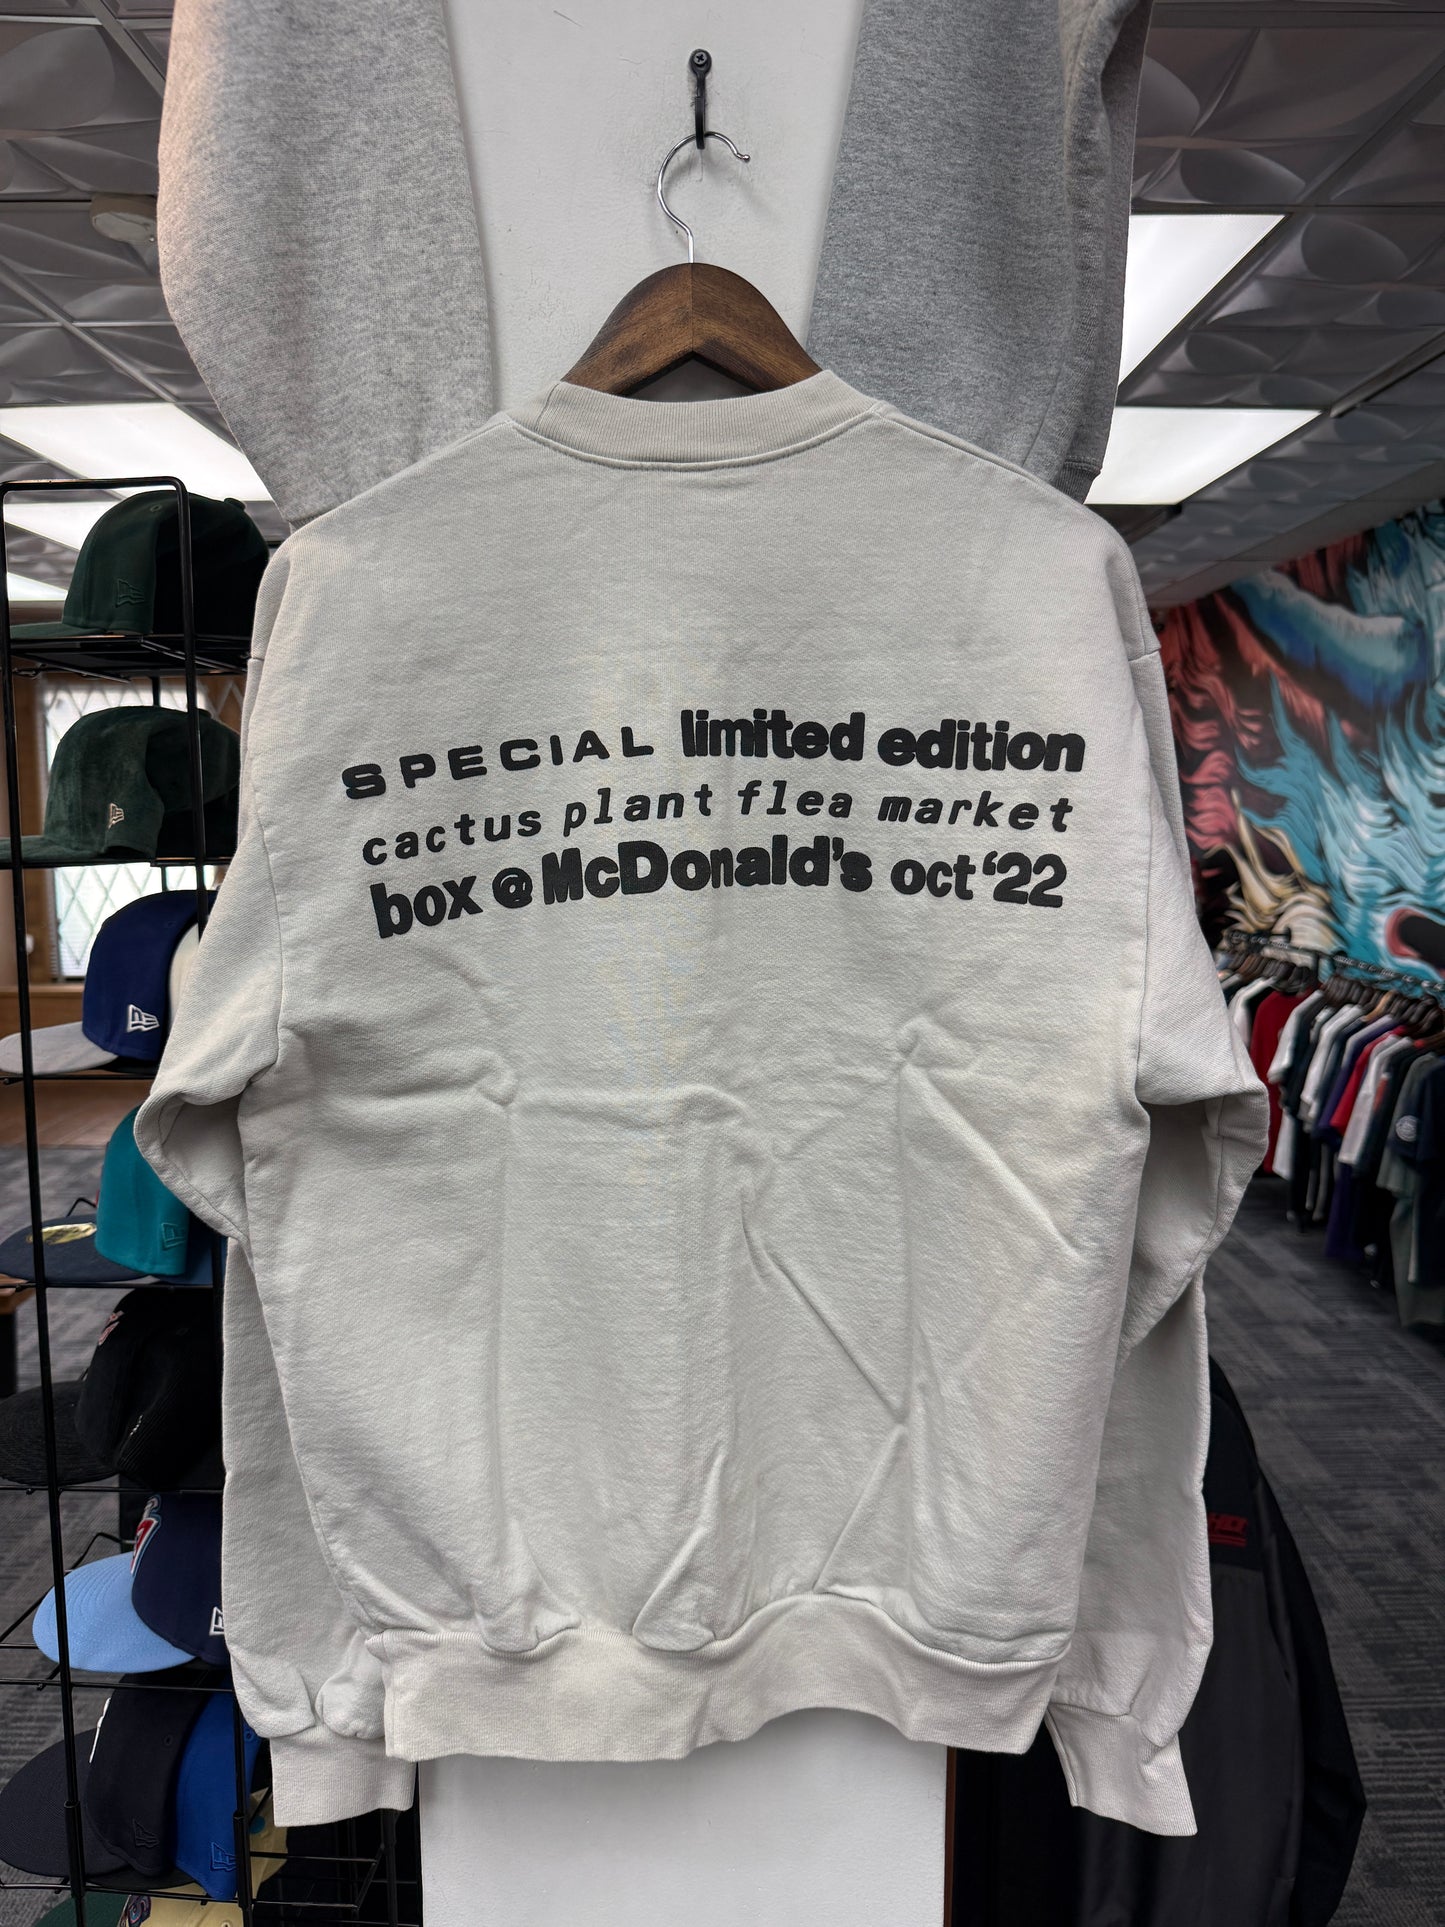 SPECIAL limited edition
cactus plant flea market
box @ McDonald's oct '22